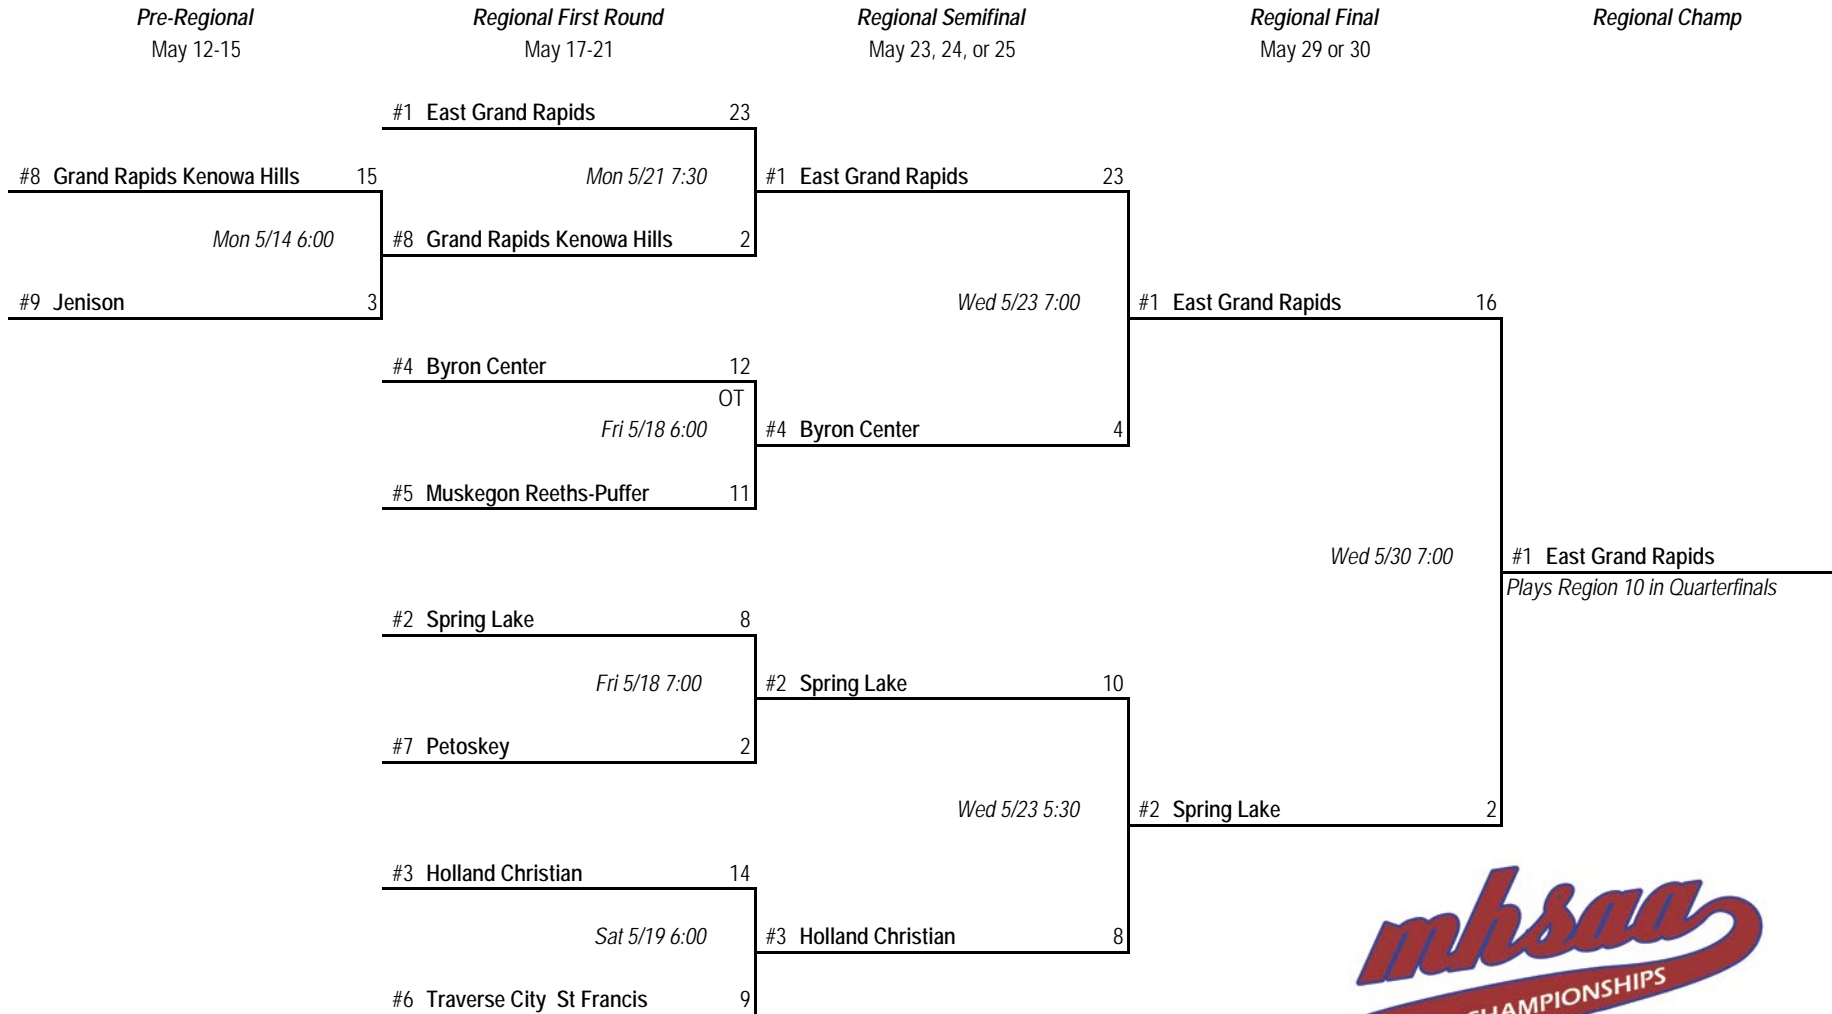 Pre-Regional Regional First Round Regional Semifinal Regional Final Regional Champ
May 12-15 May 17-21 May 23, 24, or 25 May 29 or 30
#1 East Grand Rapids 23
#8 Grand Rapids Kenowa Hills 15 Mon 5/21 7:30 #1 East Grand Rapids 23
Mon 5/14 6:00 #8 Grand Rapids Kenowa Hills 2
#9 Jenison 3 Wed 5/23 7:00 #1 East Grand Rapids 16
#4 Byron Center 12
OT
Fri 5/18 6:00 #4 Byron Center 4
#5 Muskegon Reeths-Puffer 11
Wed 5/30 7:00 #1 East Grand Rapids
Plays Region 10 in Quarterfinals
#2 Spring Lake 8
Fri 5/18 7:00 #2 Spring Lake 10
#7 Petoskey 2
Wed 5/23 5:30 #2 Spring Lake 2
#3 Holland Christian 14
Sat 5/19 6:00 #3 Holland Christian 8
#6 Traverse City St Francis 9
mhsaa
CHAMPIONSHIPS